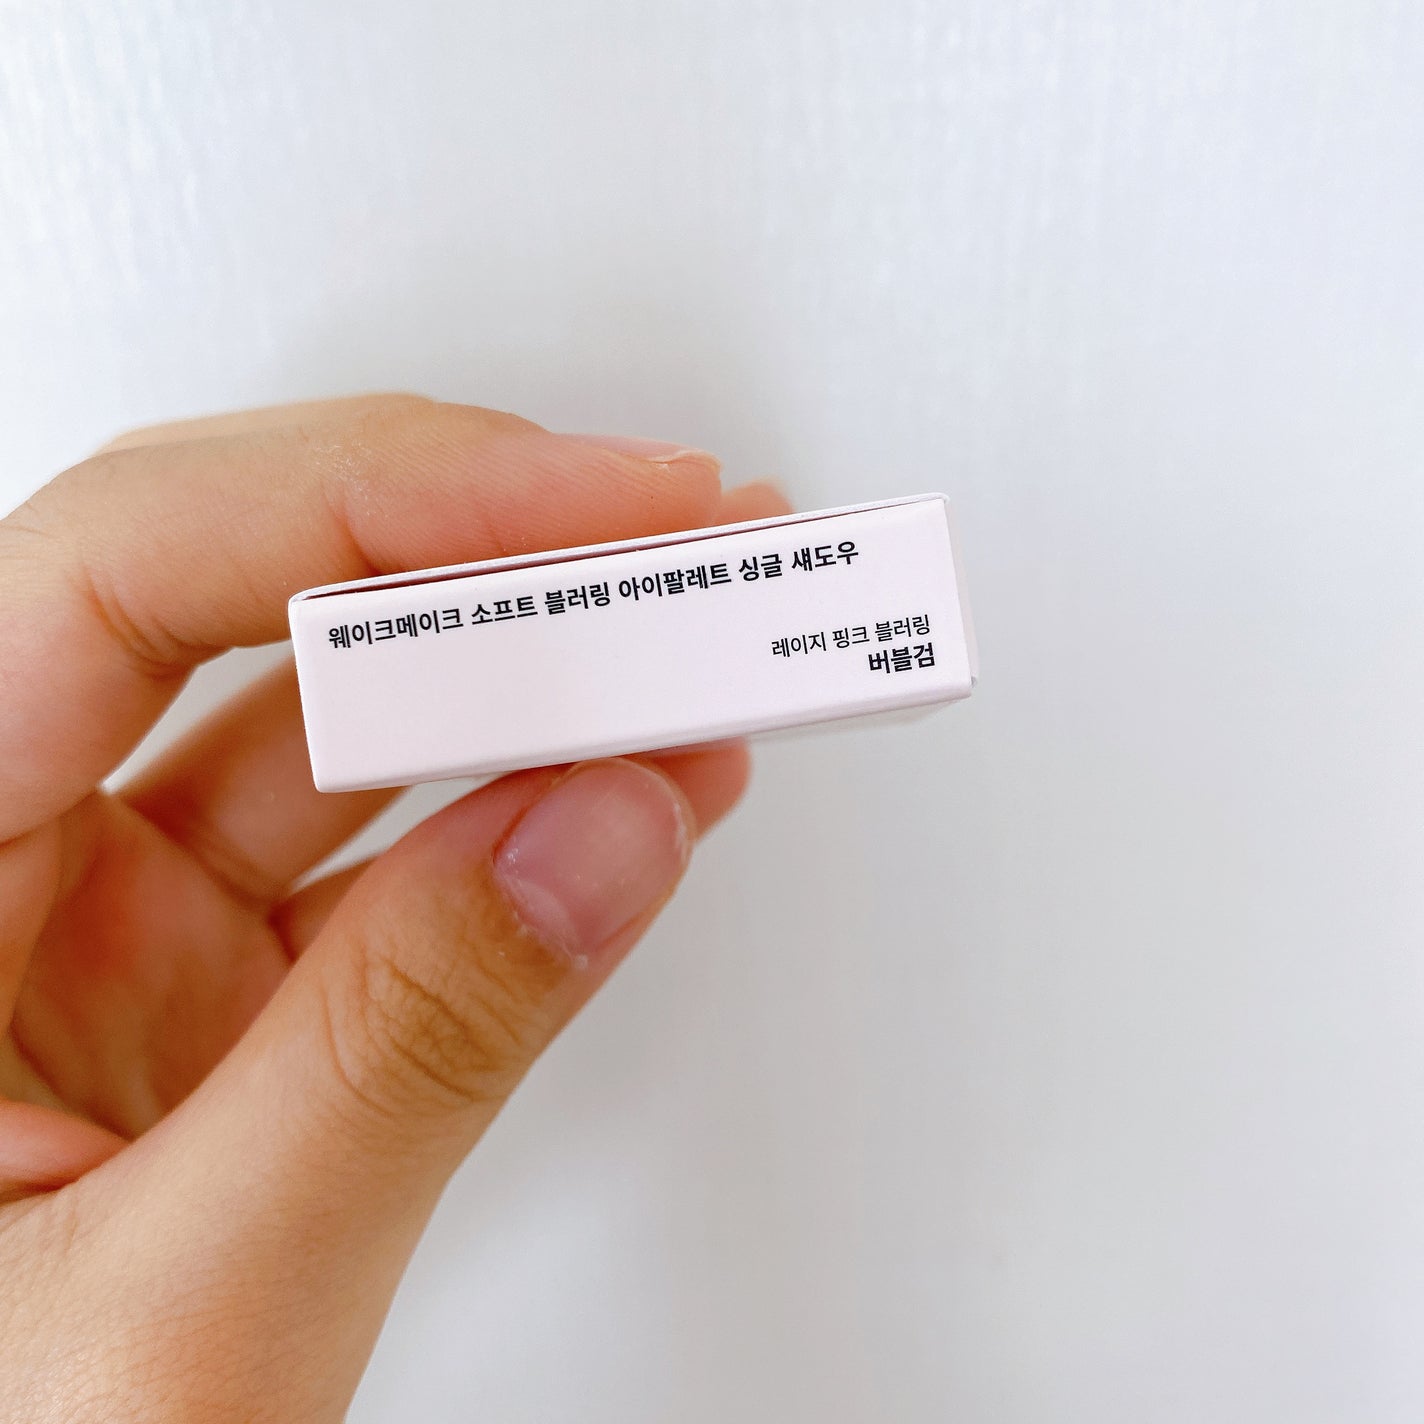 웨이크메이크 소프트 블러링 아이팔레트 싱글 섀도우
레이지 핑크 블러링
버블검